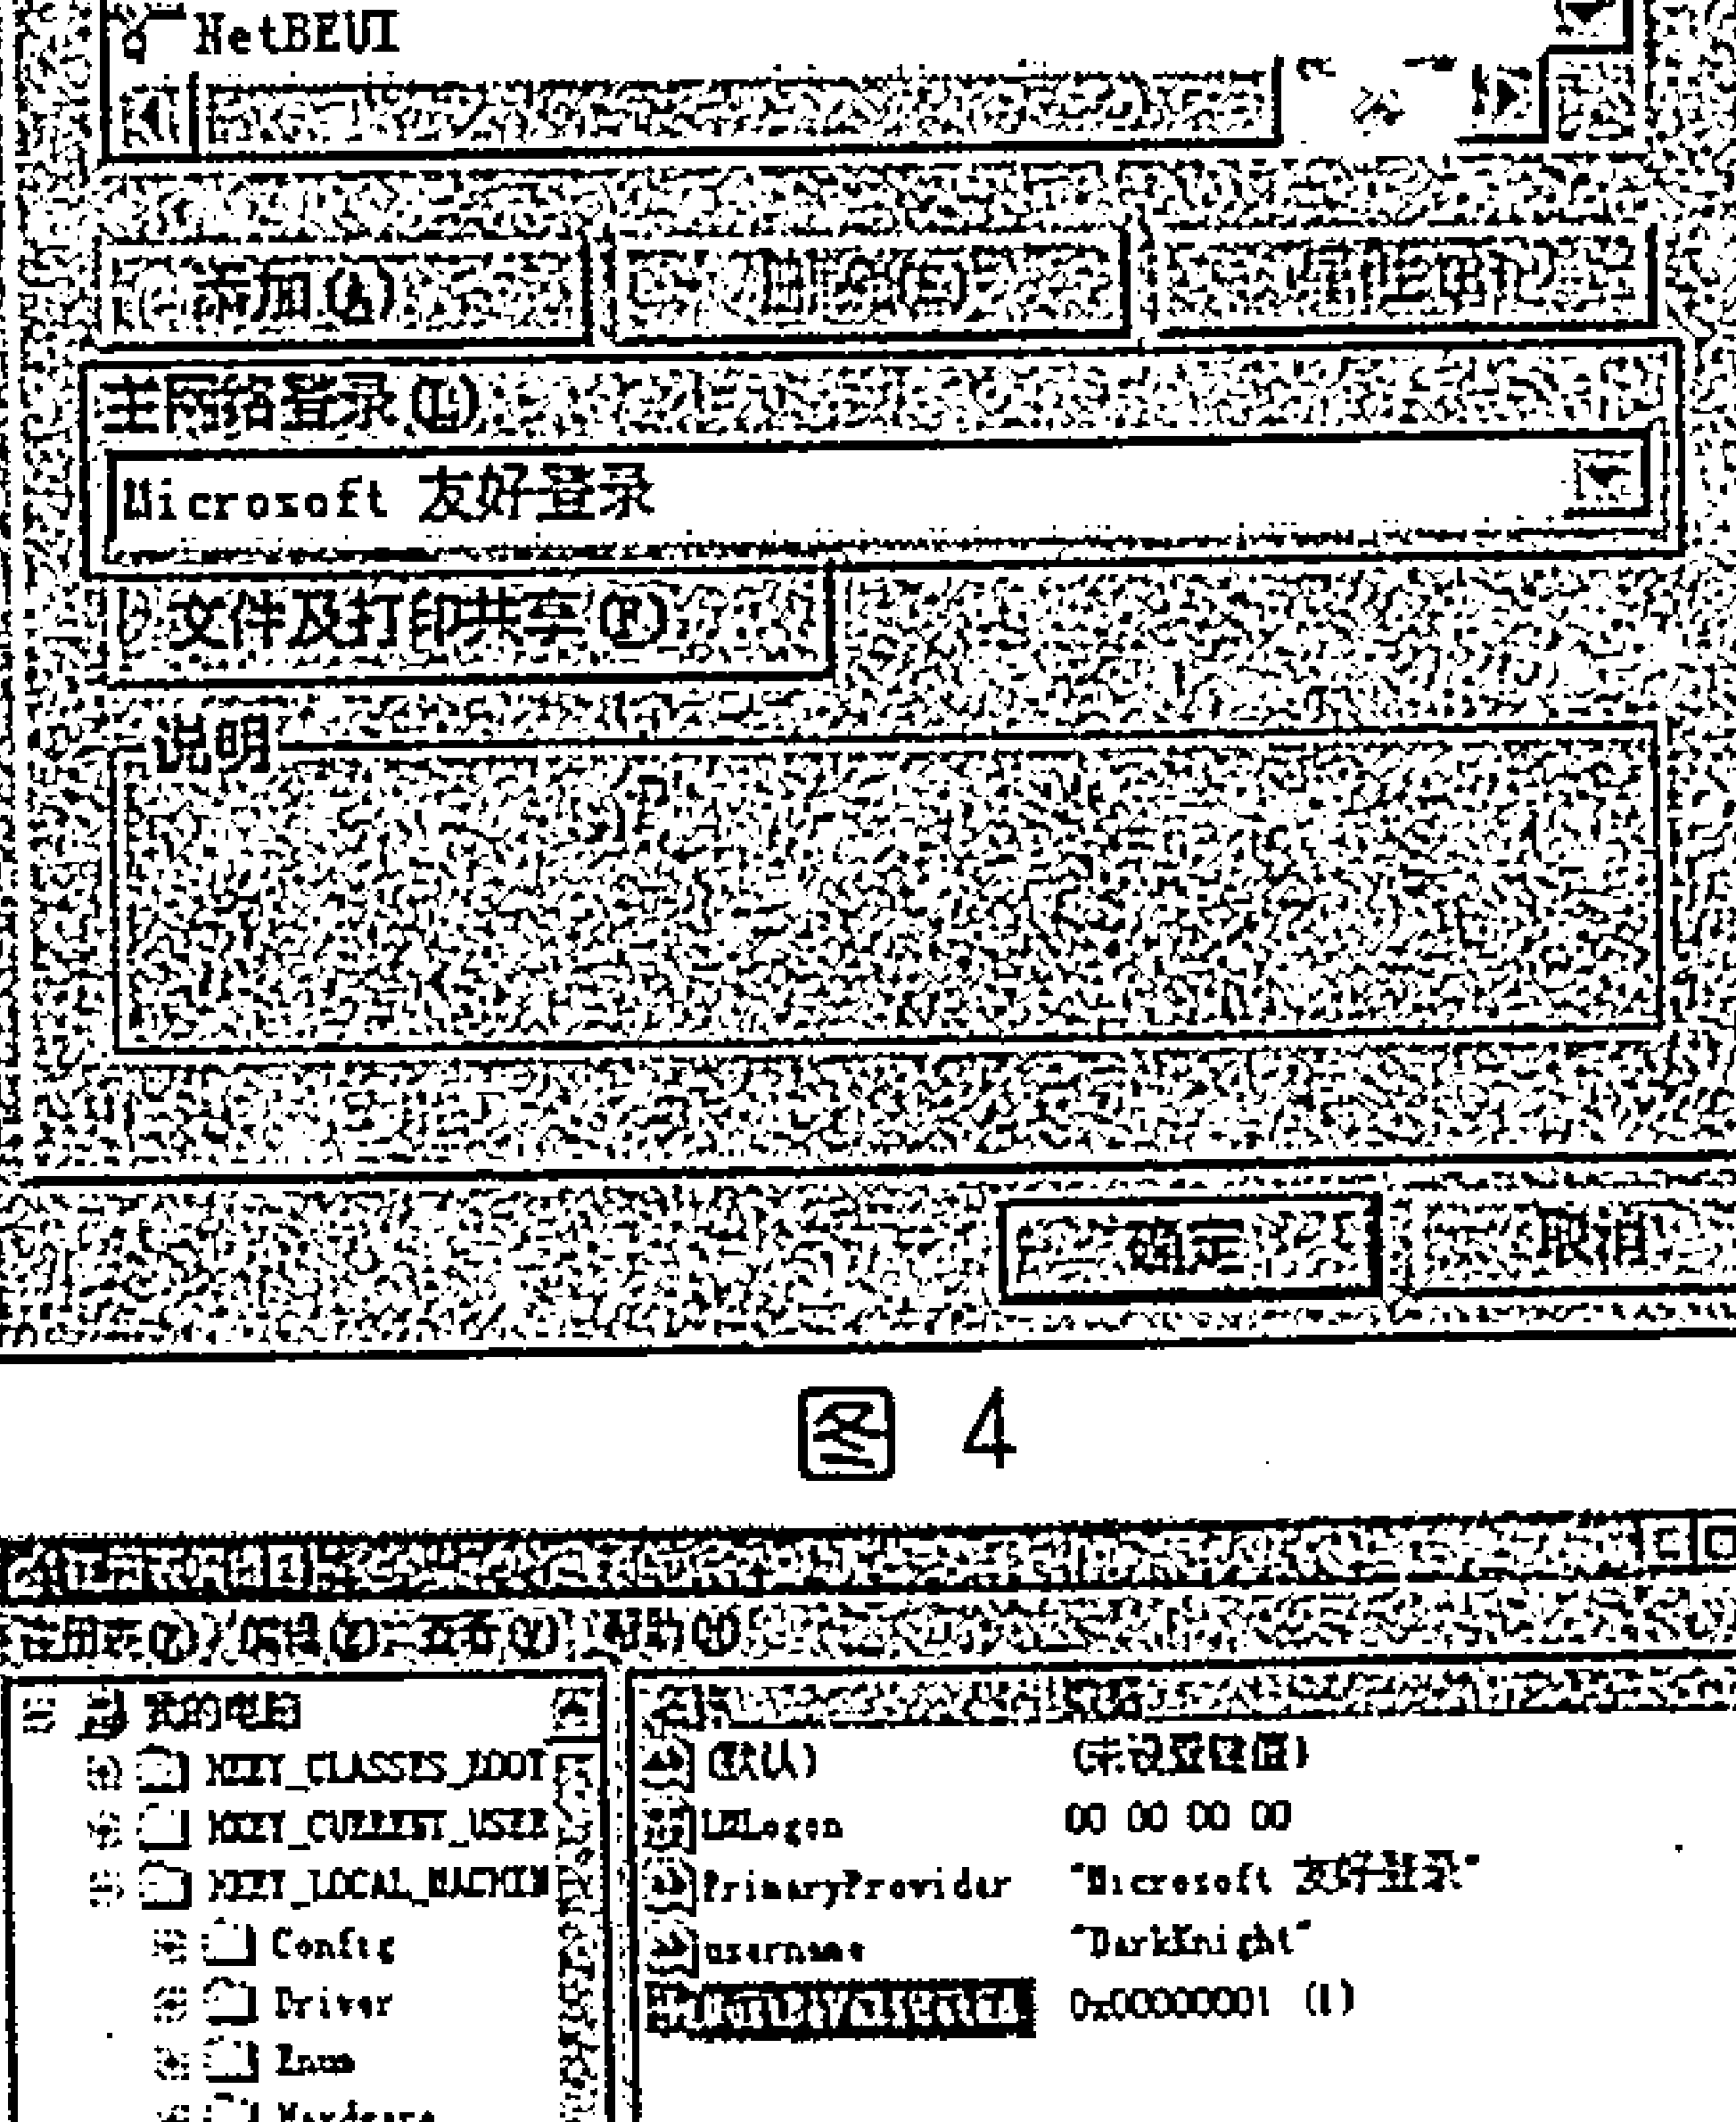 NetBEUI
添加(A)
主网络登录(L)
Microsoft 友好登录
文件及打印共享(F)
说明
确定 取消
图 4
我的电脑
(默认) (未设置键值)
HKEY_CLASSES_ROOT
LMLogon 00 00 00 00
HKEY_CURRENT_USER
PrimaryProvider "Microsoft 友好登录"
HKEY_LOCAL_MACHIN
username "DarkKnight"
Config
0x00000001 (1)
Driver
Enum
Hardware